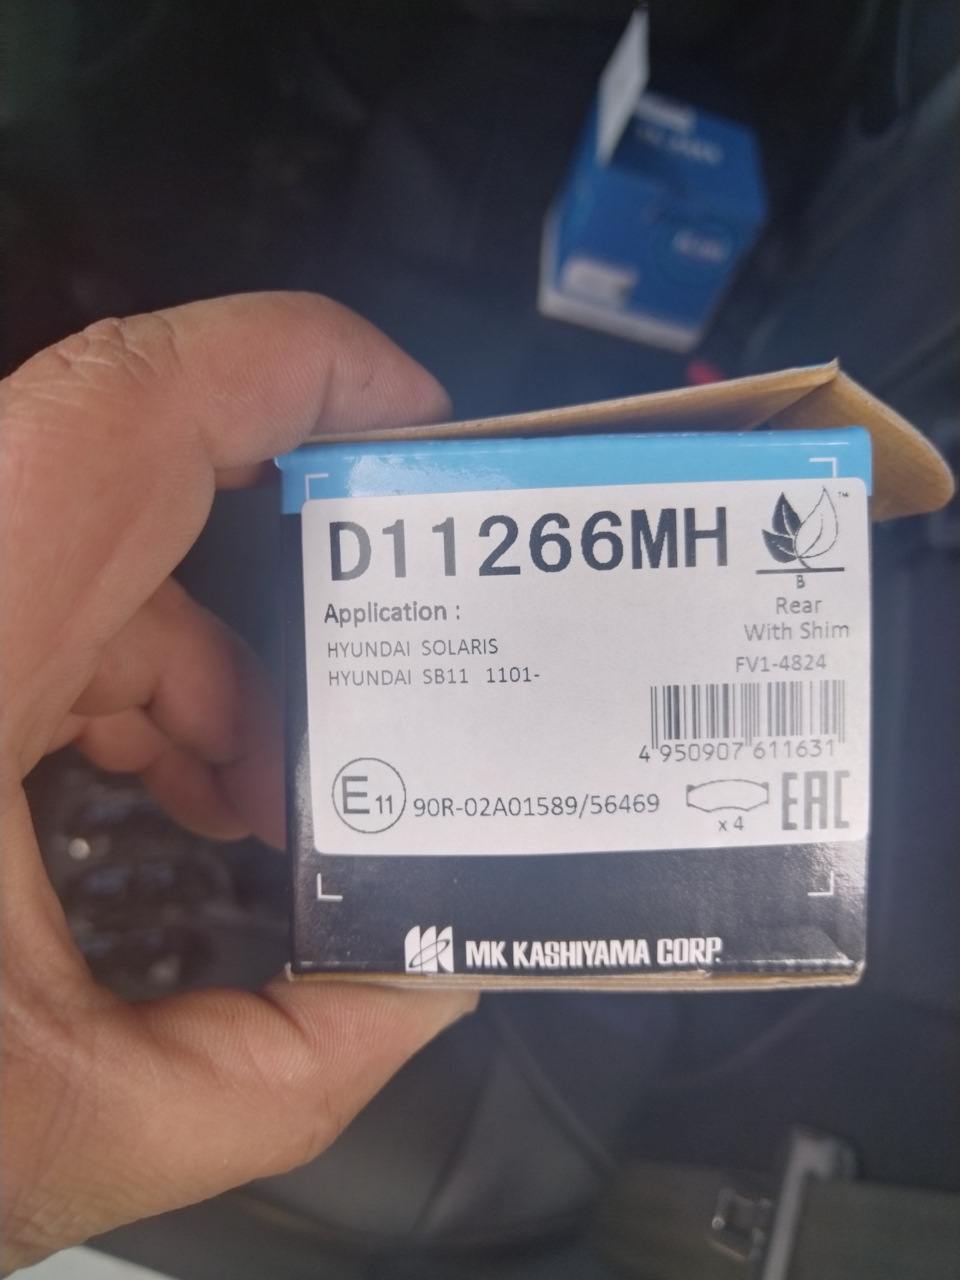 D11266MH
™
B
Application :
Rear
With Shim
HYUNDAI SOLARIS
HYUNDAI SB11 1101-
FV1-4824
4 950907 611631
E11 90R-02A01589/56469
x 4
EAC
MK KASHIYAMA CORP.